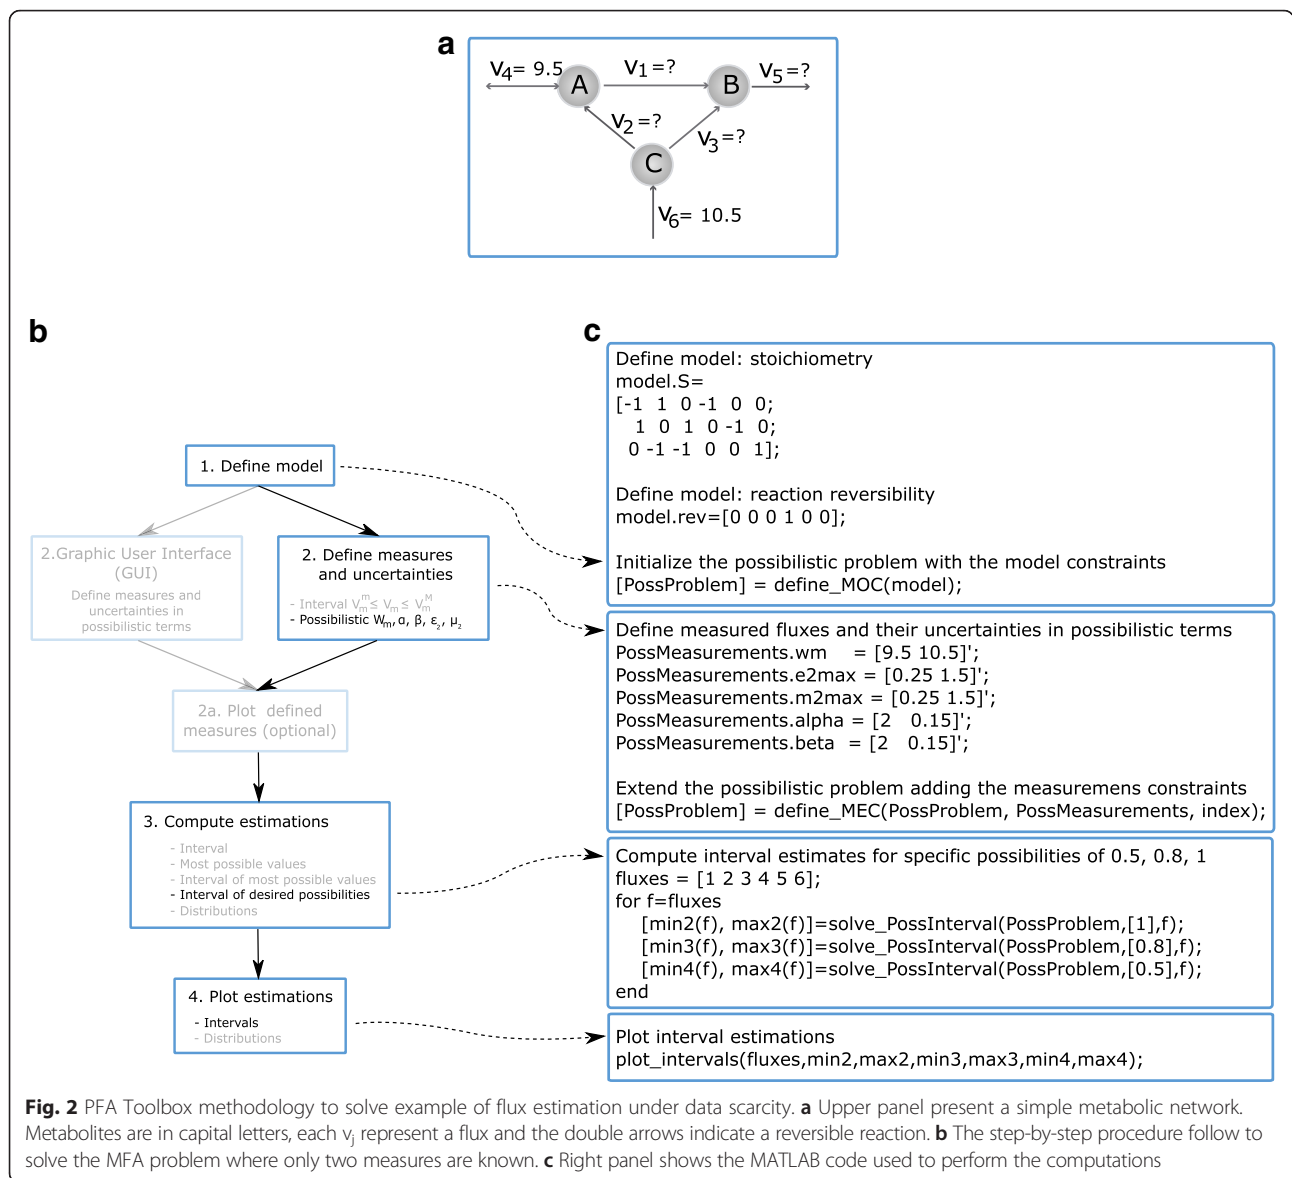 a
V4= 9.5
V1=?
V5=?
A
B
V2=?
V3=?
C
V6= 10.5
b
1. Define model
2.Graphic User Interface
(GUI)
Define measures and
uncertainties in
possibilistic terms
2. Define measures
and uncertainties
- Interval V_m^m ≤ V_m ≤ V_m^M
- Possibilistic W_m, α, β, ε_2, μ_2
2a. Plot defined
measures (optional)
3. Compute estimations
- Interval
- Most possible values
- Interval of most possible values
- Interval of desired possibilities
- Distributions
4. Plot estimations
- Intervals
- Distributions
c
Define model: stoichiometry
model.S=
[-1 1 0 -1 0 0;
1 0 1 0 -1 0;
0 -1 -1 0 0 1];
Define model: reaction reversibility
model.rev=[0 0 0 1 0 0];
Initialize the possibilistic problem with the model constraints
[PossProblem] = define_MOC(model);
Define measured fluxes and their uncertainties in possibilistic terms
PossMeasurements.wm = [9.5 10.5]';
PossMeasurements.e2max = [0.25 1.5]';
PossMeasurements.m2max = [0.25 1.5]';
PossMeasurements.alpha = [2 0.15]';
PossMeasurements.beta = [2 0.15]';
Extend the possibilistic problem adding the measuremens constraints
[PossProblem] = define_MEC(PossProblem, PossMeasurements, index);
Compute interval estimates for specific possibilities of 0.5, 0.8, 1
fluxes = [1 2 3 4 5 6];
for f=fluxes
[min2(f), max2(f)]=solve_PossInterval(PossProblem,[1],f);
[min3(f), max3(f)]=solve_PossInterval(PossProblem,[0.8],f);
[min4(f), max4(f)]=solve_PossInterval(PossProblem,[0.5],f);
end
Plot interval estimations
plot_intervals(fluxes,min2,max2,min3,max3,min4,max4);
Fig. 2 PFA Toolbox methodology to solve example of flux estimation under data scarcity. a Upper panel present a simple metabolic network.
Metabolites are in capital letters, each vj represent a flux and the double arrows indicate a reversible reaction. b The step-by-step procedure follow to
solve the MFA problem where only two measures are known. c Right panel shows the MATLAB code used to perform the computations